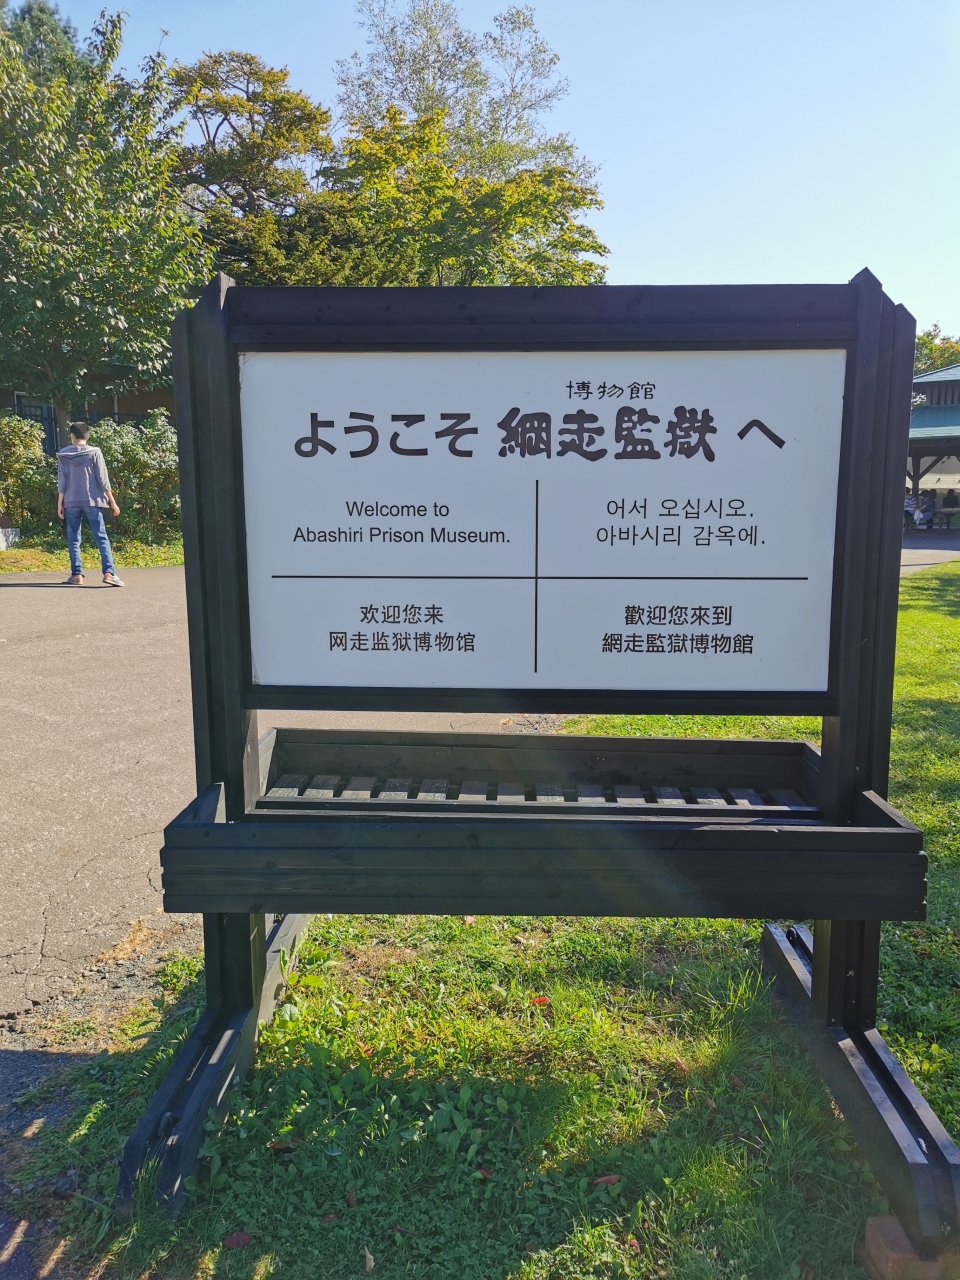 博物館
ようこそ 網走監獄 へ
Welcome to
Abashiri Prison Museum.
어서 오십시오.
아바시리 감옥에.
欢迎您来
网走监狱博物馆
歡迎您來到
網走監獄博物館